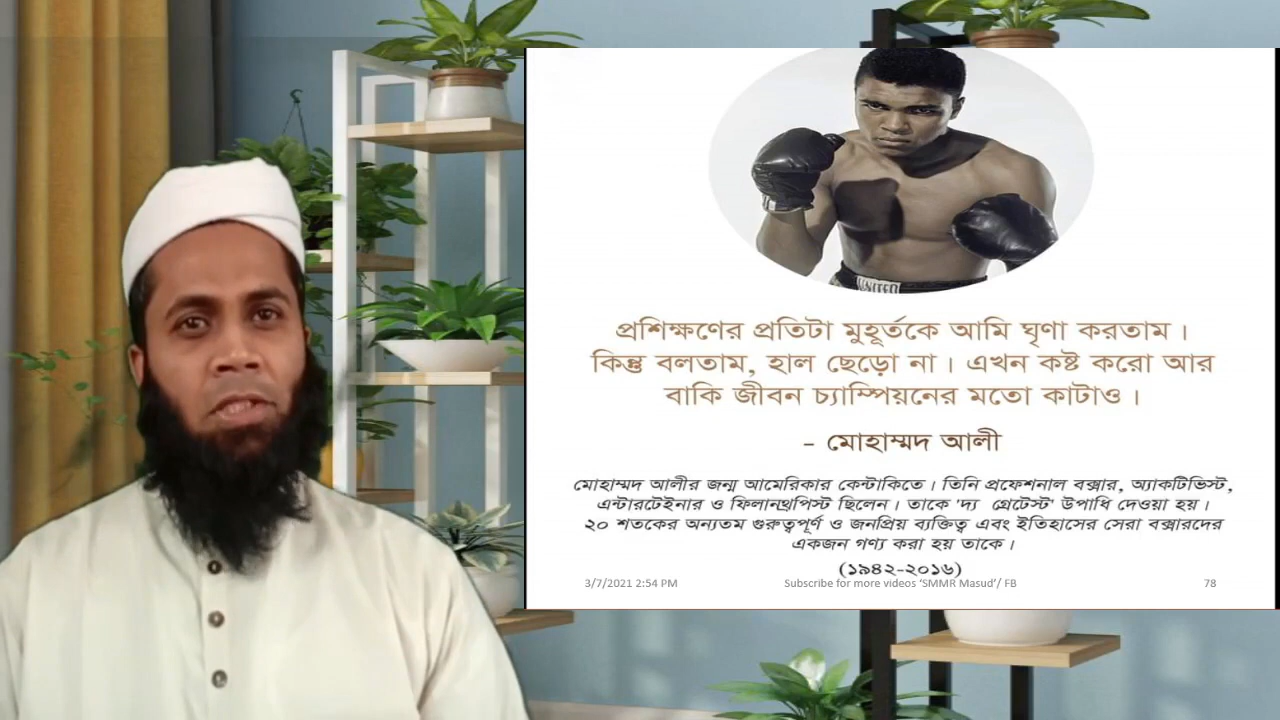 UNITED
প্রশিক্ষণের প্রতিটা মুহূর্তকে আমি ঘৃণা করতাম।
কিন্তু বলতাম, হাল ছেড়ো না। এখন কষ্ট করো আর
বাকি জীবন চ্যাম্পিয়নের মতো কাটাও।
– মোহাম্মদ আলী
মোহাম্মদ আলীর জন্ম আমেরিকার কেন্টাকিতে। তিনি প্রফেশনাল বক্সার, অ্যাকটিভিস্ট,
এন্টারটেইনার ও ফিলানথ্রপিস্ট ছিলেন। তাকে 'দ্য গ্রেটেস্ট' উপাধি দেওয়া হয়।
২০ শতকের অন্যতম গুরুত্বপূর্ণ ও জনপ্রিয় ব্যক্তিত্ব এবং ইতিহাসের সেরা বক্সারদের
একজন গণ্য করা হয় তাকে।
(১৯৪২-২০১৬)
3/7/2021 2:54 PM Subscribe for more videos ‘SMMR Masud’/ FB 78